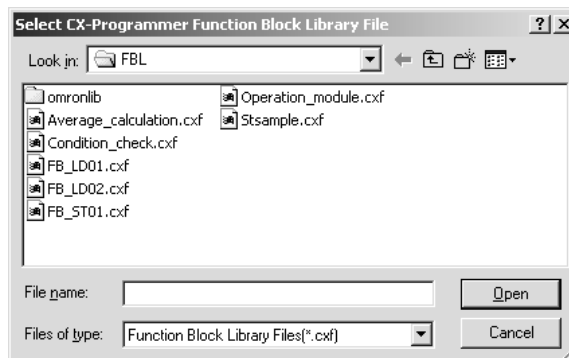 Select CX-Programmer Function Block Library File
Look in: FBL
omronlib
Average_calculation.cxf
Condition_check.cxf
FB_LD01.cxf
FB_LD02.cxf
FB_ST01.cxf
Operation_module.cxf
Stsample.cxf
File name:
Open
Files of type: Function Block Library Files(*.cxf)
Cancel